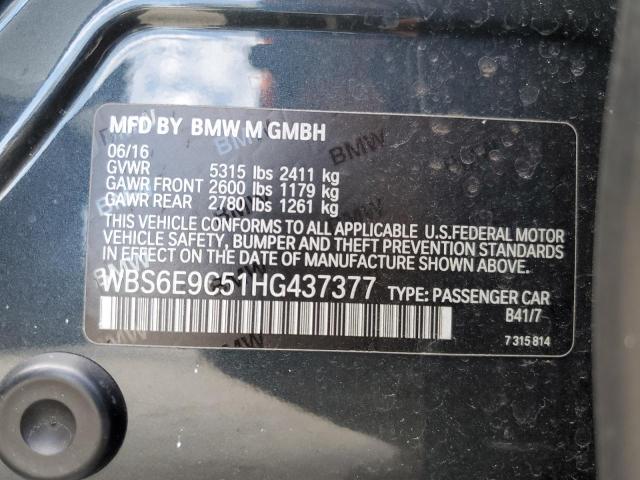 MFD BY BMW M GMBH
06/16
GVWR 5315 lbs 2411 kg
GAWR FRONT 2600 lbs 1179 kg
GAWR REAR 2780 lbs 1261 kg
THIS VEHICLE CONFORMS TO ALL APPLICABLE U.S.FEDERAL MOTOR
VEHICLE SAFETY, BUMPER AND THEFT PREVENTION STANDARDS
IN EFFECT ON THE DATE OF MANUFACTURE SHOWN ABOVE.
WBS6E9C51HG437377 TYPE: PASSENGER CAR
B41/7
7 315 814